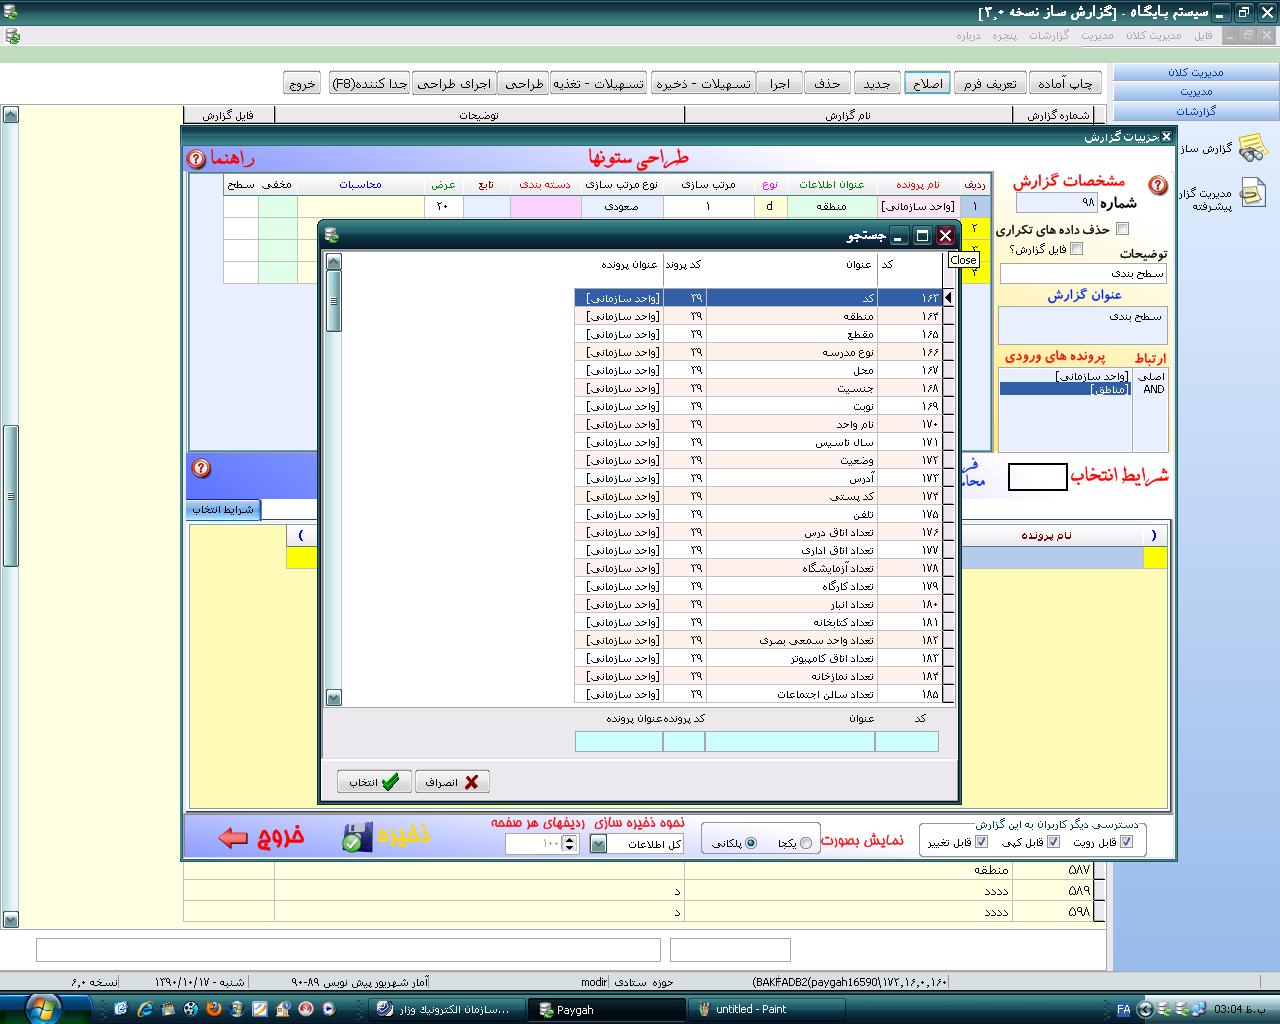 سیستم پایگاه - [گزارش ساز نسخه ۳,۰]
فایل مدیریت کلان مدیریت گزارشات پنجره درباره
مدیریت کلان
مدیریت
گزارشات
گزارش ساز
مدیریت گزار
پیشرفته
چاپ آماده تعریف فرم اصلاح جدید حذف اجرا تسهیلات - ذخیره تسهیلات - تغذیه طراحی اجرای طراحی جدا کننده(F8) خروج
شماره گزارش نام گزارش توضیحات فایل گزارش
جزییات گزارش
طراحی ستونها راهنما
مشخصات گزارش
شماره ۹۸
حذف داده های تکراری
توضیحات فایل گزارش؟
سطح بندی
عنوان گزارش
سطح بندی
ارتباط پرونده های ورودی
اصلی [واحد سازمانی]
AND [مناطق]
ردیف نام پرونده عنوان اطلاعات نوع مرتب سازی نوع مرتب سازی دسته بندی تابع عرض محاسبات مخفی سطح
۱ [واحد سازمانی] منطقه d ۱ صعودی ۲۰
۲
۳
۴
جستجو
Close
کد عنوان کد پروند عنوان پرونده
۱۶۳ کد ۳۹ [واحد سازمانی]
۱۶۴ منطقه ۳۹ [واحد سازمانی]
۱۶۵ مقطع ۳۹ [واحد سازمانی]
۱۶۶ نوع مدرسه ۳۹ [واحد سازمانی]
۱۶۷ محل ۳۹ [واحد سازمانی]
۱۶۸ جنسیت ۳۹ [واحد سازمانی]
۱۶۹ نوبت ۳۹ [واحد سازمانی]
۱۷۰ نام واحد ۳۹ [واحد سازمانی]
۱۷۱ سال تاسیس ۳۹ [واحد سازمانی]
۱۷۲ وضعیت ۳۹ [واحد سازمانی]
۱۷۳ آدرس ۳۹ [واحد سازمانی]
۱۷۴ کد پستی ۳۹ [واحد سازمانی]
۱۷۵ تلفن ۳۹ [واحد سازمانی]
۱۷۶ تعداد اتاق درس ۳۹ [واحد سازمانی]
۱۷۷ تعداد اتاق اداری ۳۹ [واحد سازمانی]
۱۷۸ تعداد آزمایشگاه ۳۹ [واحد سازمانی]
۱۷۹ تعداد کارگاه ۳۹ [واحد سازمانی]
۱۸۰ تعداد انبار ۳۹ [واحد سازمانی]
۱۸۱ تعداد کتابخانه ۳۹ [واحد سازمانی]
۱۸۲ تعداد واحد سمعی بصری ۳۹ [واحد سازمانی]
۱۸۳ تعداد اتاق کامپیوتر ۳۹ [واحد سازمانی]
۱۸۴ تعداد نمازخانه ۳۹ [واحد سازمانی]
۱۸۵ تعداد سالن اجتماعات ۳۹ [واحد سازمانی]
کد عنوان کد پرونده عنوان پرونده
انصراف انتخاب
شرایط انتخاب
شرایط انتخاب
( نام پرونده )
دسترسی دیگر کاربران به این گزارش
قابل رویت قابل کپی قابل تغییر
نمایش بصورت یکجا پلکانی
نحوه ذخیره سازی ردیفهای هر صفحه
کل اطلاعات ۱۰۰
ذخیره خروج
۵۸۷ منطقه
۵۸۹ دددد د
۵۹۸ دددد د
(BAKFADB2(paygah16590\۱۷۲,۱۶,۰,۱۶۰ حوزه ستادی modir آمار شهریور پیش نویس ۸۹-۹۰ شنبه - ۱۳۹۰/۱۰/۱۷ نسخه ۶,۰
سازمان الکترونیك وزار... Paygah untitled - Paint FA 03:04 ب.ظ